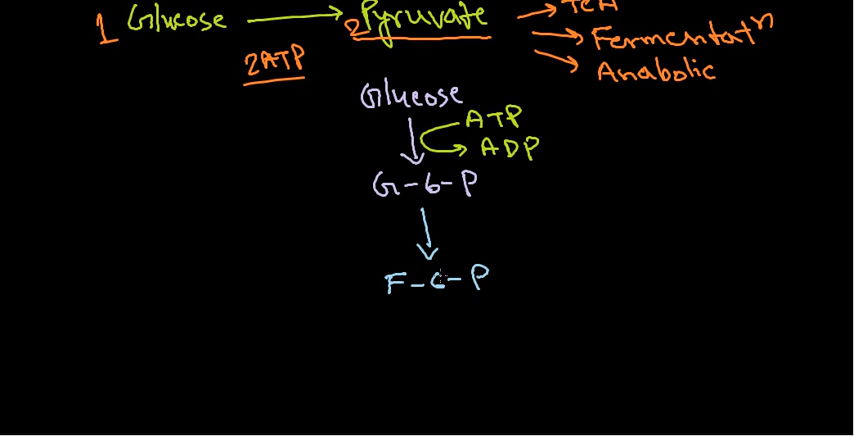 1 Glucose → 2 Pyruvate → TCA
2ATP → Fermentatn
→ Anabolic
Glucose
ATP
ADP
G-6-P
F-6-P